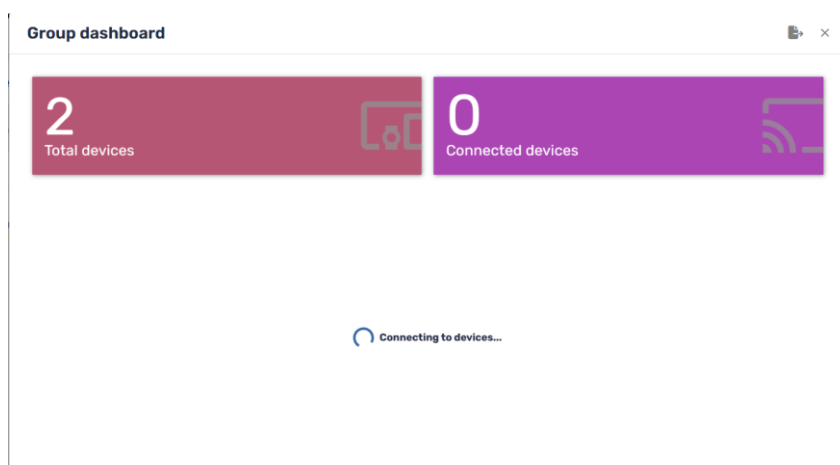 Group dashboard
2
Total devices
0
Connected devices
Connecting to devices...